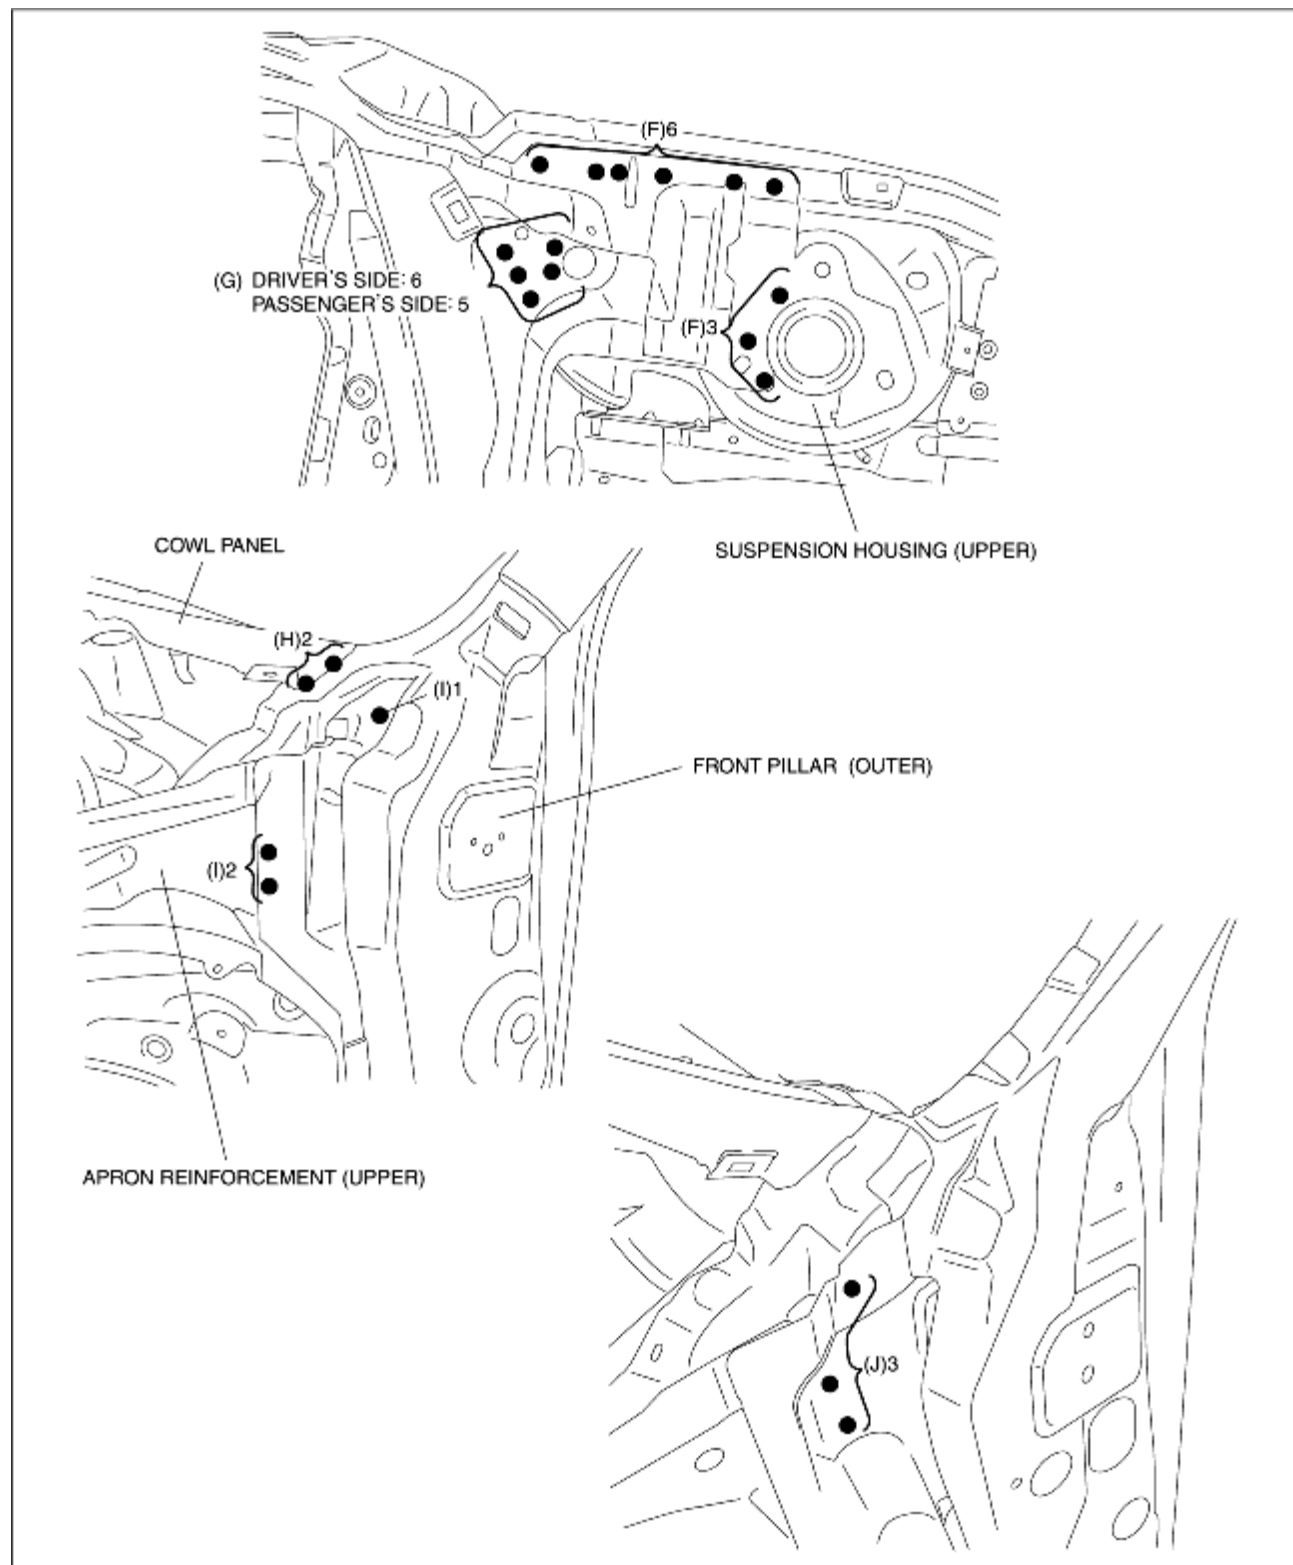 (F)6
(G) DRIVER'S SIDE: 6
PASSENGER'S SIDE: 5
(F)3
SUSPENSION HOUSING (UPPER)
COWL PANEL
(H)2
(I)1
FRONT PILLAR (OUTER)
(I)2
APRON REINFORCEMENT (UPPER)
(J)3